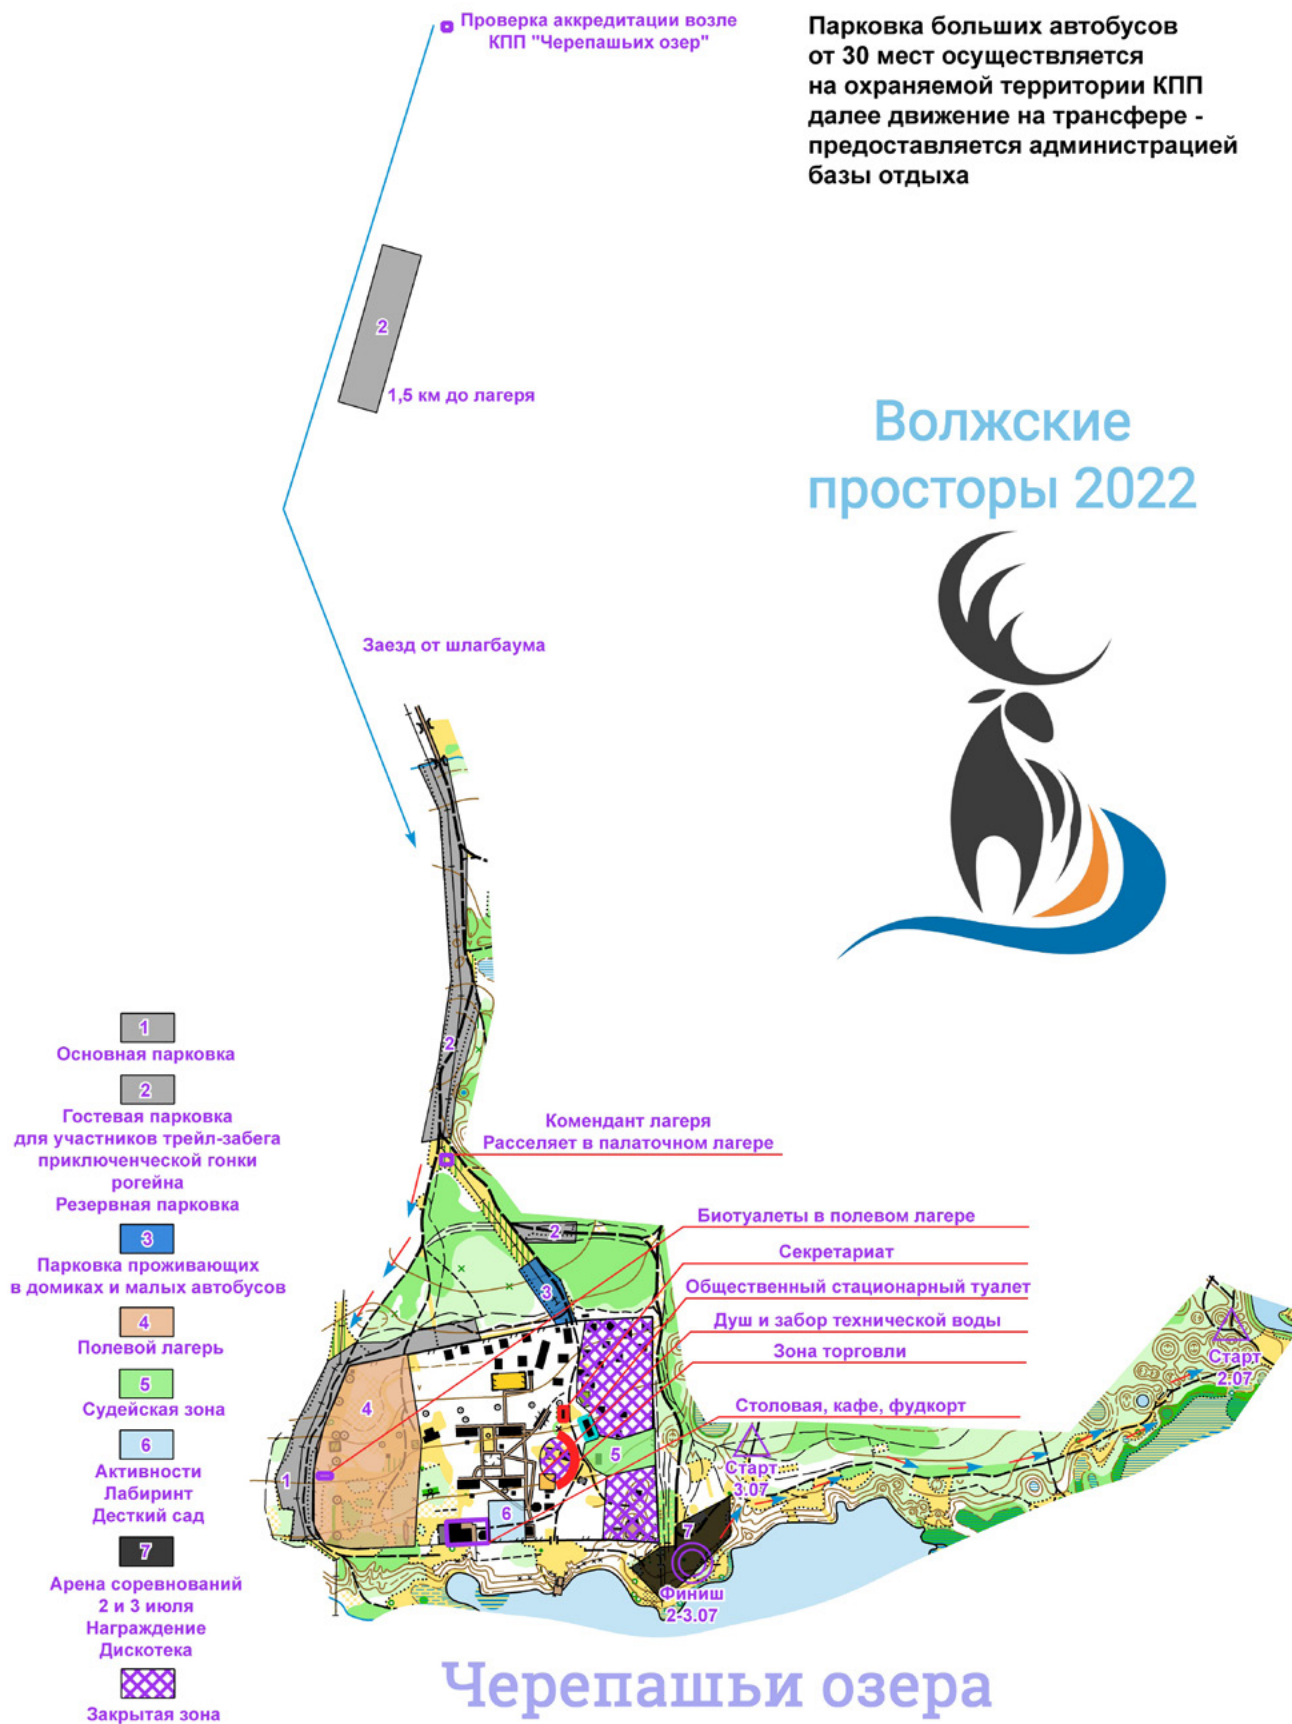 Проверка аккредитации возле
КПП "Черепашьих озер"
Парковка больших автобусов
от 30 мест осуществляется
на охраняемой территории КПП
далее движение на трансфере -
предоставляется администрацией
базы отдыха
2
1,5 км до лагеря
Волжские
просторы 2022
Заезд от шлагбаума
1
Основная парковка
2
Гостевая парковка
для участников трейл-забега
приключенческой гонки
рогейна
Резервная парковка
3
Парковка проживающих
в домиках и малых автобусов
4
Полевой лагерь
5
Судейская зона
6
Активности
Лабиринт
Десткий сад
7
Арена соревнований
2 и 3 июля
Награждение
Дискотека
Закрытая зона
2
Комендант лагеря
Расселяет в палаточном лагере
Биотуалеты в полевом лагере
Секретариат
Общественный стационарный туалет
Душ и забор технической воды
Зона торговли
Столовая, кафе, фудкорт
2
3
4
1
5
6
7
Старт
2.07
Старт
3.07
Финиш
2-3.07
Черепашьи озера